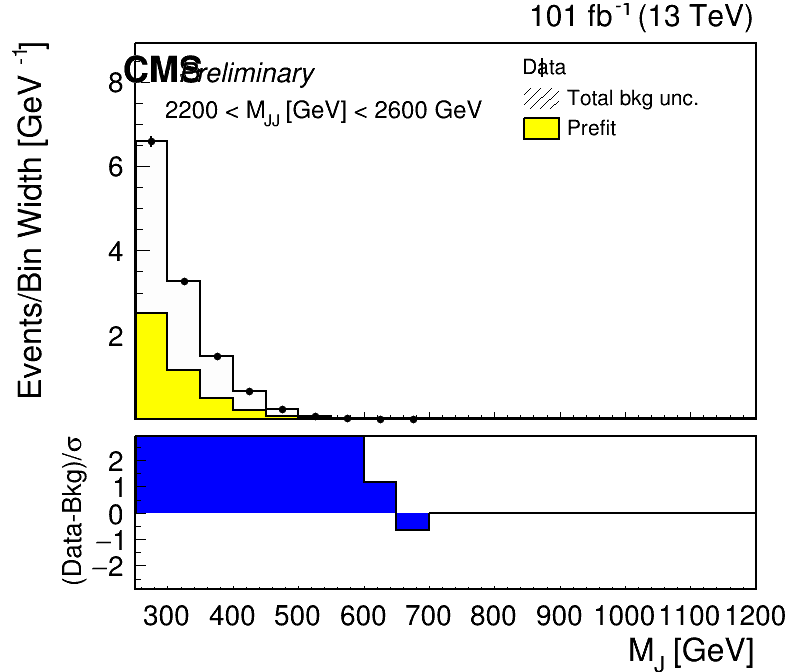 101 fb-1 (13 TeV)
CMS Preliminary
2200 < MJJ [GeV] < 2600 GeV
Data
Total bkg unc.
Prefit
Events/Bin Width [GeV-1]
8
6
4
2
(Data-Bkg)/σ
2
1
0
−1
−2
300 400 500 600 700 800 900 1000 1100 1200
MJ [GeV]